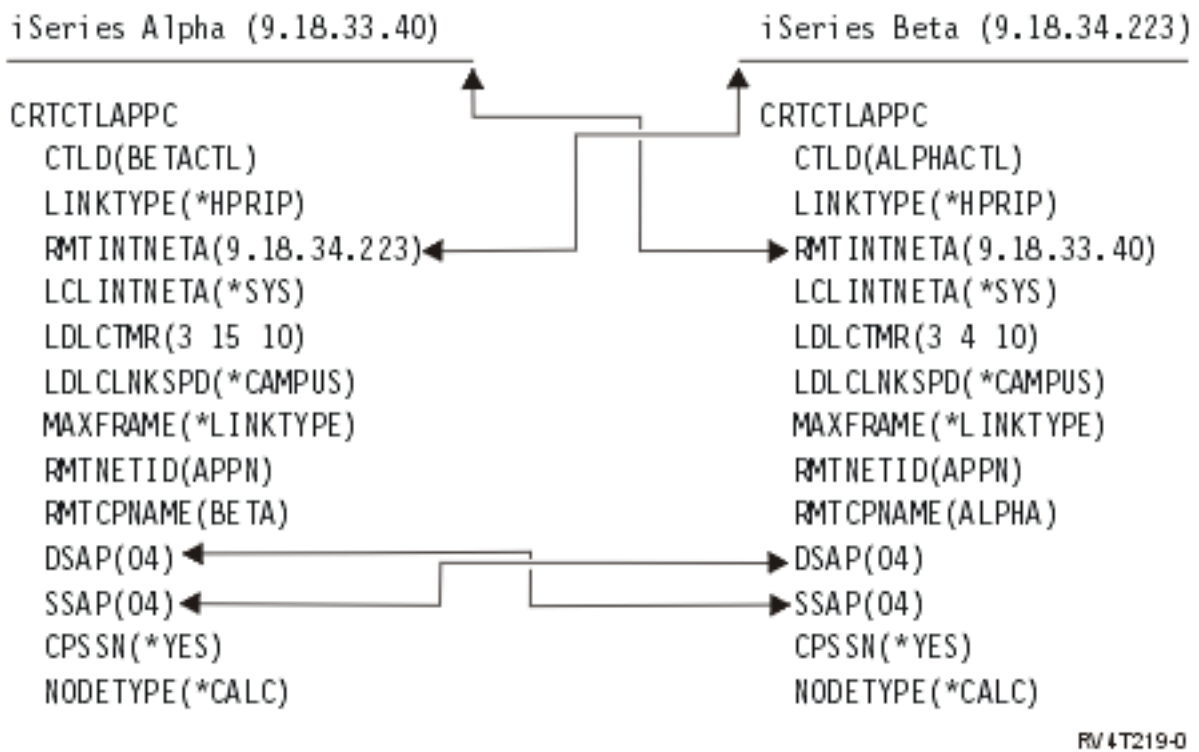 iSeries Alpha (9.18.33.40)
CRTCTLAPPC
CTLD(BETACTL)
LINKTYPE(*HPRIP)
RMTINTNETA(9.18.34.223)
LCLINTNETA(*SYS)
LDLCTMR(3 15 10)
LDLCLNKSPD(*CAMPUS)
MAXFRAME(*LINKTYPE)
RMTNETID(APPN)
RMTCPNAME(BETA)
DSAP(04)
SSAP(04)
CPSSN(*YES)
NODETYPE(*CALC)
iSeries Beta (9.18.34.223)
CRTCTLAPPC
CTLD(ALPHACTL)
LINKTYPE(*HPRIP)
RMTINTNETA(9.18.33.40)
LCLINTNETA(*SYS)
LDLCTMR(3 4 10)
LDLCLNKSPD(*CAMPUS)
MAXFRAME(*LINKTYPE)
RMTNETID(APPN)
RMTCPNAME(ALPHA)
DSAP(04)
SSAP(04)
CPSSN(*YES)
NODETYPE(*CALC)
RV4T219-0